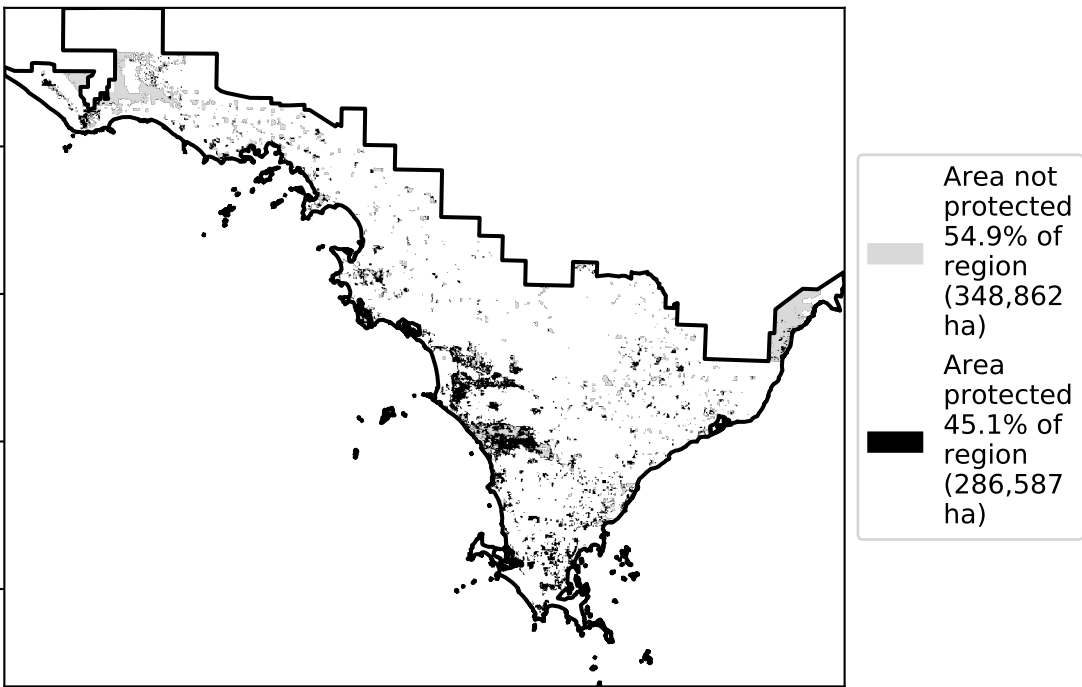 Area not
protected
54.9% of
region
(348,862
ha)
Area
protected
45.1% of
region
(286,587
ha)